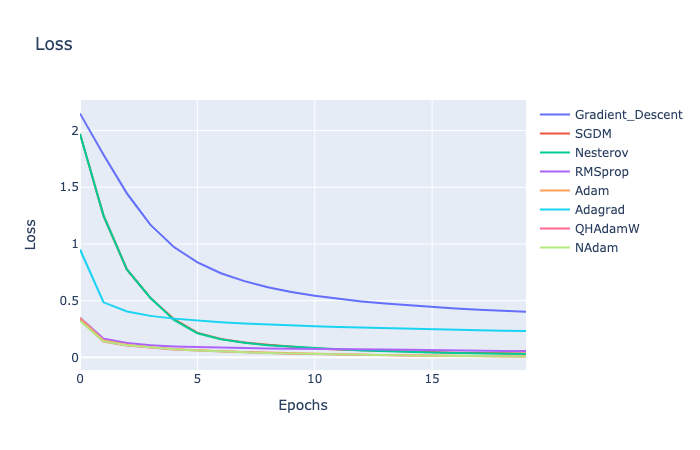 Loss
Loss
2
1.5
1
0.5
0
0
5
10
15
Epochs
Gradient_Descent
SGDM
Nesterov
RMSprop
Adam
Adagrad
QHAdamW
NAdam